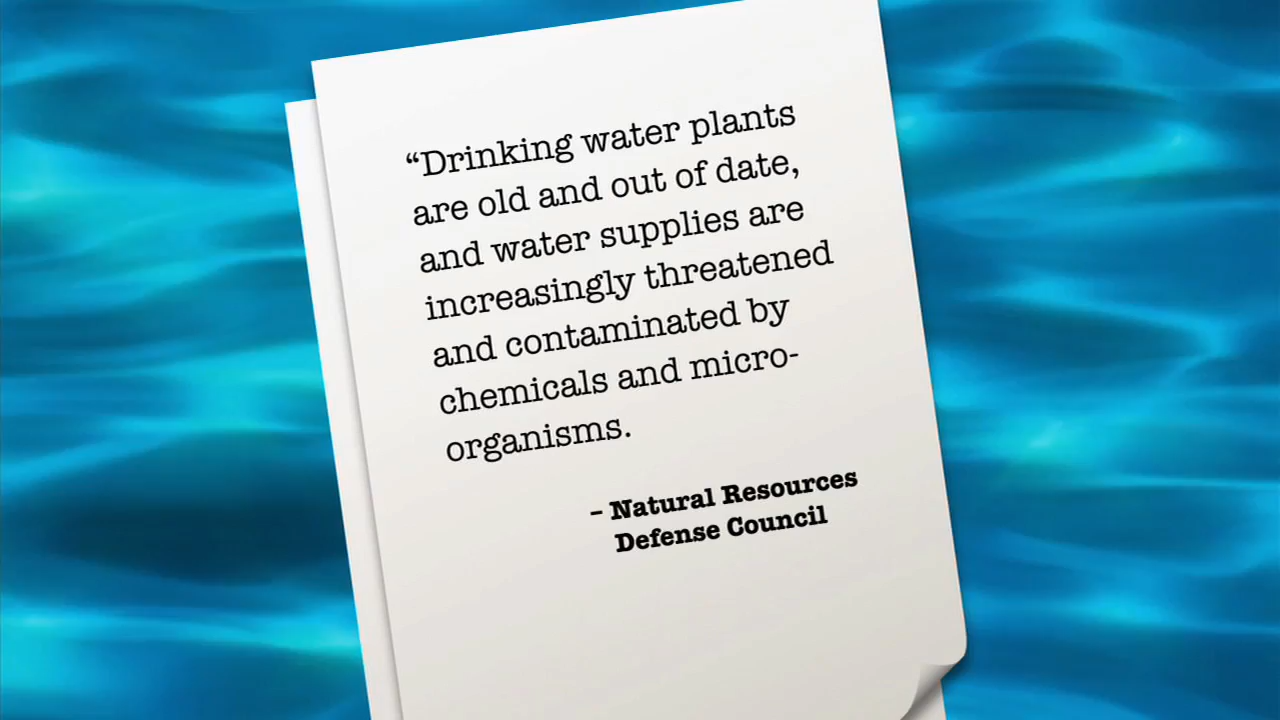 “Drinking water plants
are old and out of date,
and water supplies are
increasingly threatened
and contaminated by
chemicals and micro-
organisms.
– Natural Resources
Defense Council